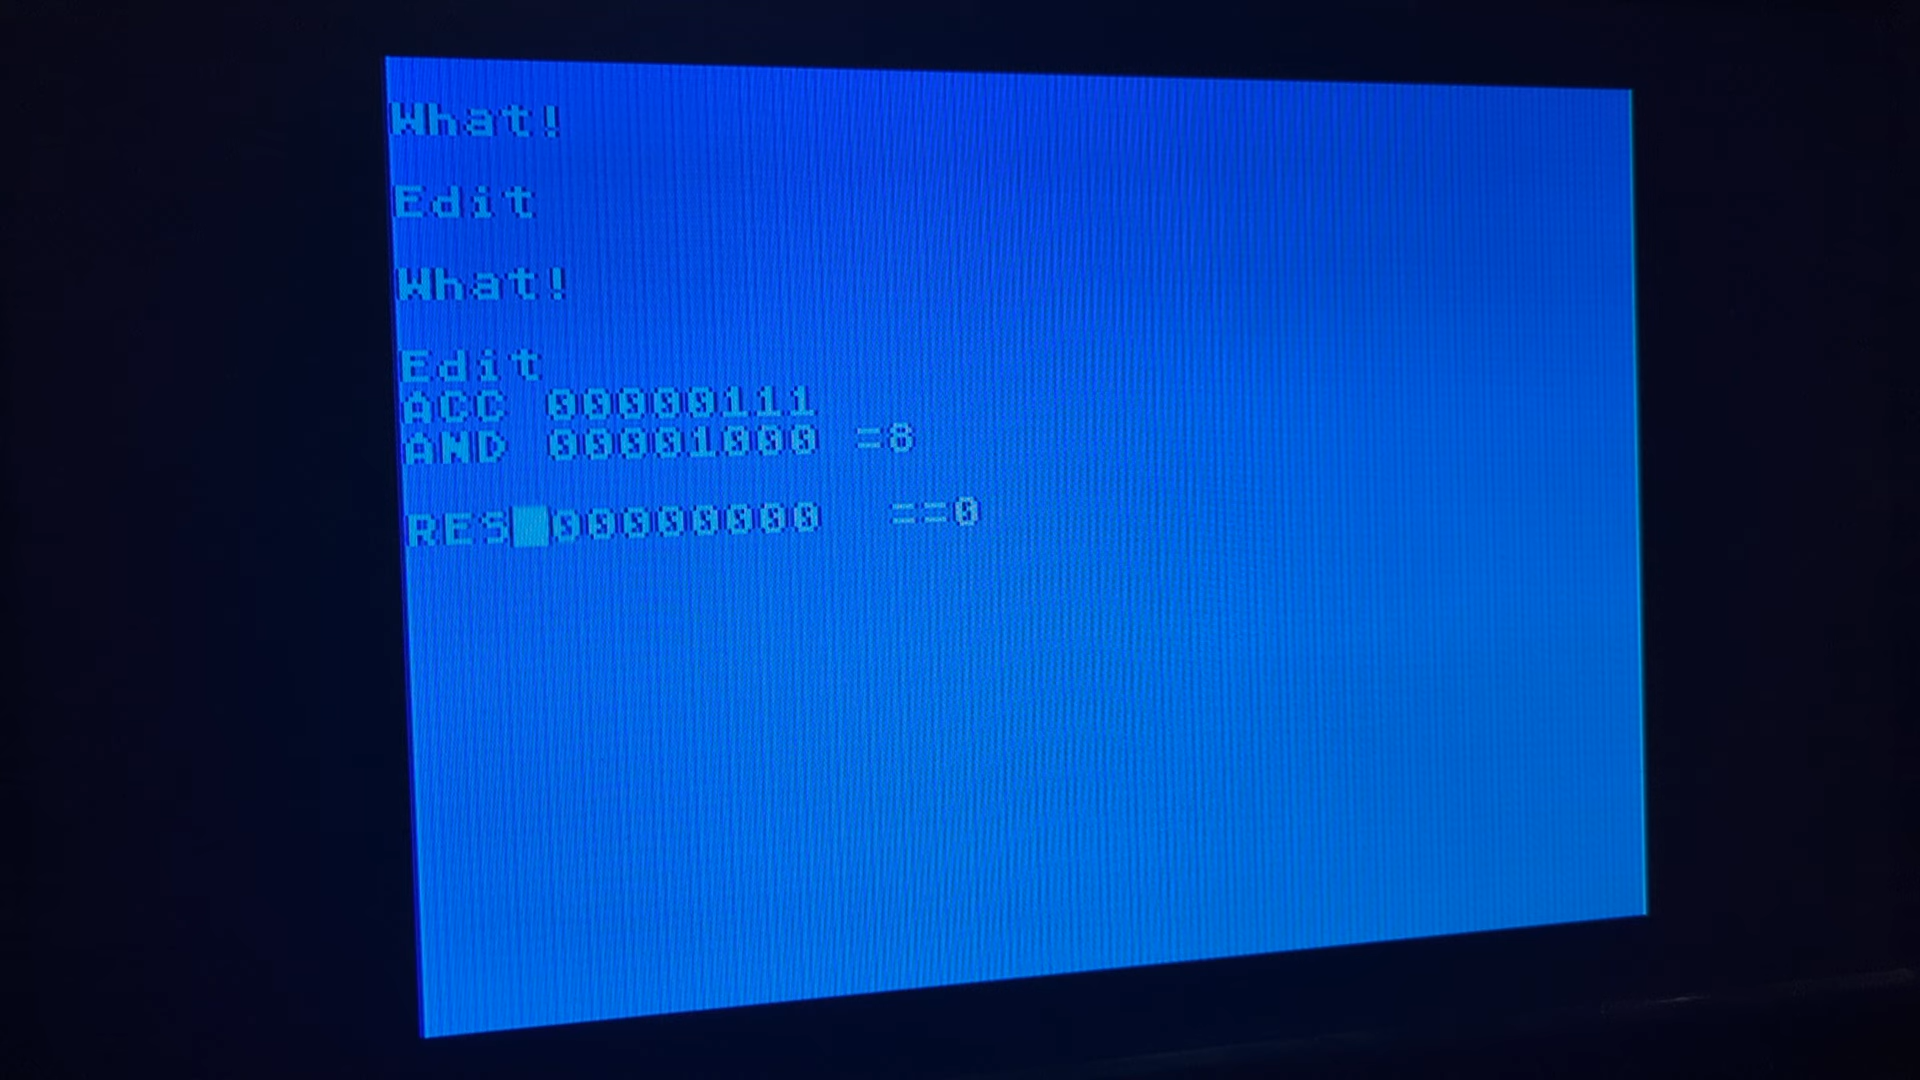 What!
Edit
What!
Edit
ACC 00000111
AND 00001000 =8
RES 00000000 ==0